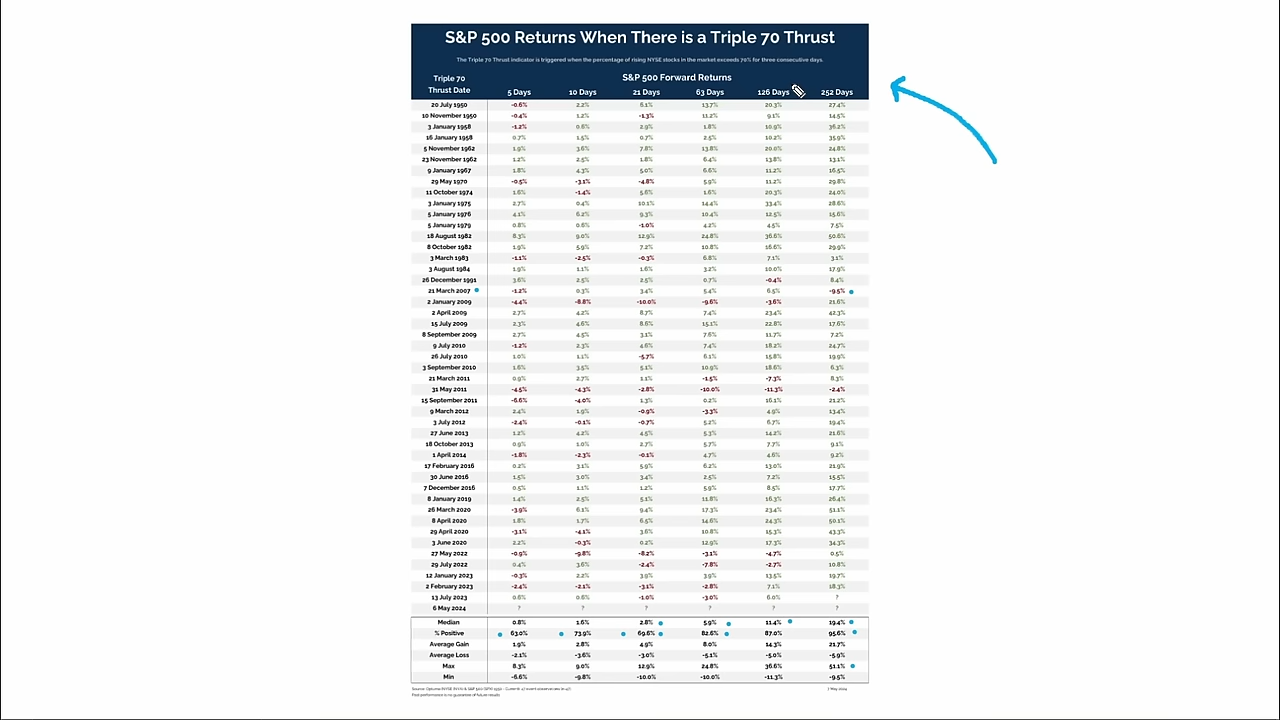 S&P 500 Returns When There is a Triple 70 Thrust
The Triple 70 Thrust indicator is triggered when the percentage of rising NYSE stocks in the market exceeds 70% for three consecutive days.
Triple 70 Thrust Date S&P 500 Forward Returns
5 Days 10 Days 21 Days 63 Days 126 Days 252 Days
20 July 1950 -0.6% 2.2% 6.1% 13.7% 20.3% 27.4%
10 November 1950 -0.4% 1.2% -1.3% 11.2% 9.1% 14.5%
3 January 1958 -1.2% 0.6% 2.9% 1.8% 10.9% 36.2%
16 January 1958 0.7% 1.5% 0.7% 2.5% 10.2% 35.9%
5 November 1962 1.9% 3.6% 7.8% 13.8% 20.0% 24.8%
23 November 1962 1.2% 2.5% 1.8% 6.4% 13.8% 13.1%
9 January 1967 1.8% 4.3% 5.0% 6.6% 11.2% 16.5%
29 May 1970 -0.5% -3.1% -4.8% 5.9% 11.2% 29.8%
11 October 1974 1.6% -1.4% 5.6% 1.6% 20.3% 24.0%
3 January 1975 2.7% 0.4% 10.1% 14.4% 33.4% 28.6%
5 January 1976 4.1% 6.2% 9.3% 10.4% 12.5% 15.6%
5 January 1979 0.8% 0.6% -1.0% 4.2% 4.5% 7.5%
18 August 1982 8.3% 9.0% 12.9% 24.8% 36.6% 50.6%
8 October 1982 1.9% 5.9% 7.2% 10.8% 16.6% 29.9%
3 March 1983 -1.1% -2.5% -0.3% 6.8% 7.1% 3.1%
3 August 1984 1.9% 1.1% 1.6% 3.2% 10.0% 17.9%
26 December 1991 3.6% 2.5% 2.5% 0.7% -0.4% 8.4%
21 March 2007 -1.2% 0.3% 3.4% 5.4% 6.5% -9.5%
2 January 2009 -4.4% -8.8% -10.0% -9.6% -3.6% 21.6%
2 April 2009 2.7% 4.2% 8.7% 7.4% 23.4% 42.3%
15 July 2009 2.3% 4.6% 8.6% 15.1% 22.8% 17.6%
8 September 2009 2.7% 4.5% 3.1% 7.6% 11.7% 7.2%
9 July 2010 -1.2% 2.3% 4.6% 7.4% 18.2% 24.7%
26 July 2010 1.0% 1.1% -5.7% 6.1% 15.8% 19.9%
3 September 2010 1.6% 3.5% 5.1% 10.9% 18.6% 6.3%
21 March 2011 0.9% 2.7% 1.1% -1.5% -7.3% 8.3%
31 May 2011 -4.5% -4.3% -2.8% -10.0% -11.3% -2.4%
15 September 2011 -6.6% -4.0% 1.3% 0.2% 16.1% 21.2%
9 March 2012 2.4% 1.9% -0.9% -3.3% 4.9% 13.4%
3 July 2012 -2.4% -0.1% -0.7% 5.2% 6.7% 19.4%
27 June 2013 1.2% 4.2% 4.5% 5.3% 14.2% 21.6%
18 October 2013 0.9% 1.0% 2.7% 5.7% 7.7% 9.1%
1 April 2014 -1.8% -2.3% -0.1% 4.7% 4.6% 9.2%
17 February 2016 0.2% 3.1% 5.9% 6.2% 13.0% 21.9%
30 June 2016 1.5% 3.0% 3.4% 2.5% 7.2% 15.5%
7 December 2016 0.5% 1.1% 1.2% 5.9% 8.5% 17.7%
8 January 2019 1.4% 2.5% 5.1% 11.8% 16.3% 26.4%
26 March 2020 -3.9% 6.1% 9.4% 17.3% 23.4% 51.1%
8 April 2020 1.8% 1.7% 6.5% 14.6% 24.3% 50.1%
29 April 2020 -3.1% -4.1% 3.6% 10.8% 15.3% 43.3%
3 June 2020 2.2% -0.3% 0.2% 12.9% 17.3% 34.3%
27 May 2022 -0.9% -9.8% -8.2% -3.1% -4.7% 0.5%
29 July 2022 0.4% 3.6% -2.4% -7.8% -2.7% 10.8%
12 January 2023 -0.3% 2.2% 3.9% 3.9% 13.5% 19.7%
2 February 2023 -2.4% -2.1% -3.1% -2.8% 7.1% 18.3%
13 July 2023 0.6% 0.6% -1.0% -3.0% 6.0% ?
6 May 2024 ? ? ? ? ? ?
Median 0.8% 1.6% 2.8% 5.9% 11.4% 19.4%
% Positive 63.0% 73.9% 69.6% 82.6% 87.0% 95.6%
Average Gain 1.9% 2.8% 4.9% 8.0% 14.3% 21.7%
Average Loss -2.1% -3.6% -3.0% -5.1% -5.0% -5.9%
Max 8.3% 9.0% 12.9% 24.8% 36.6% 51.1%
Min -6.6% -9.8% -10.0% -10.0% -11.3% -9.5%
7 May 2024
Past performance is no guarantee of future results